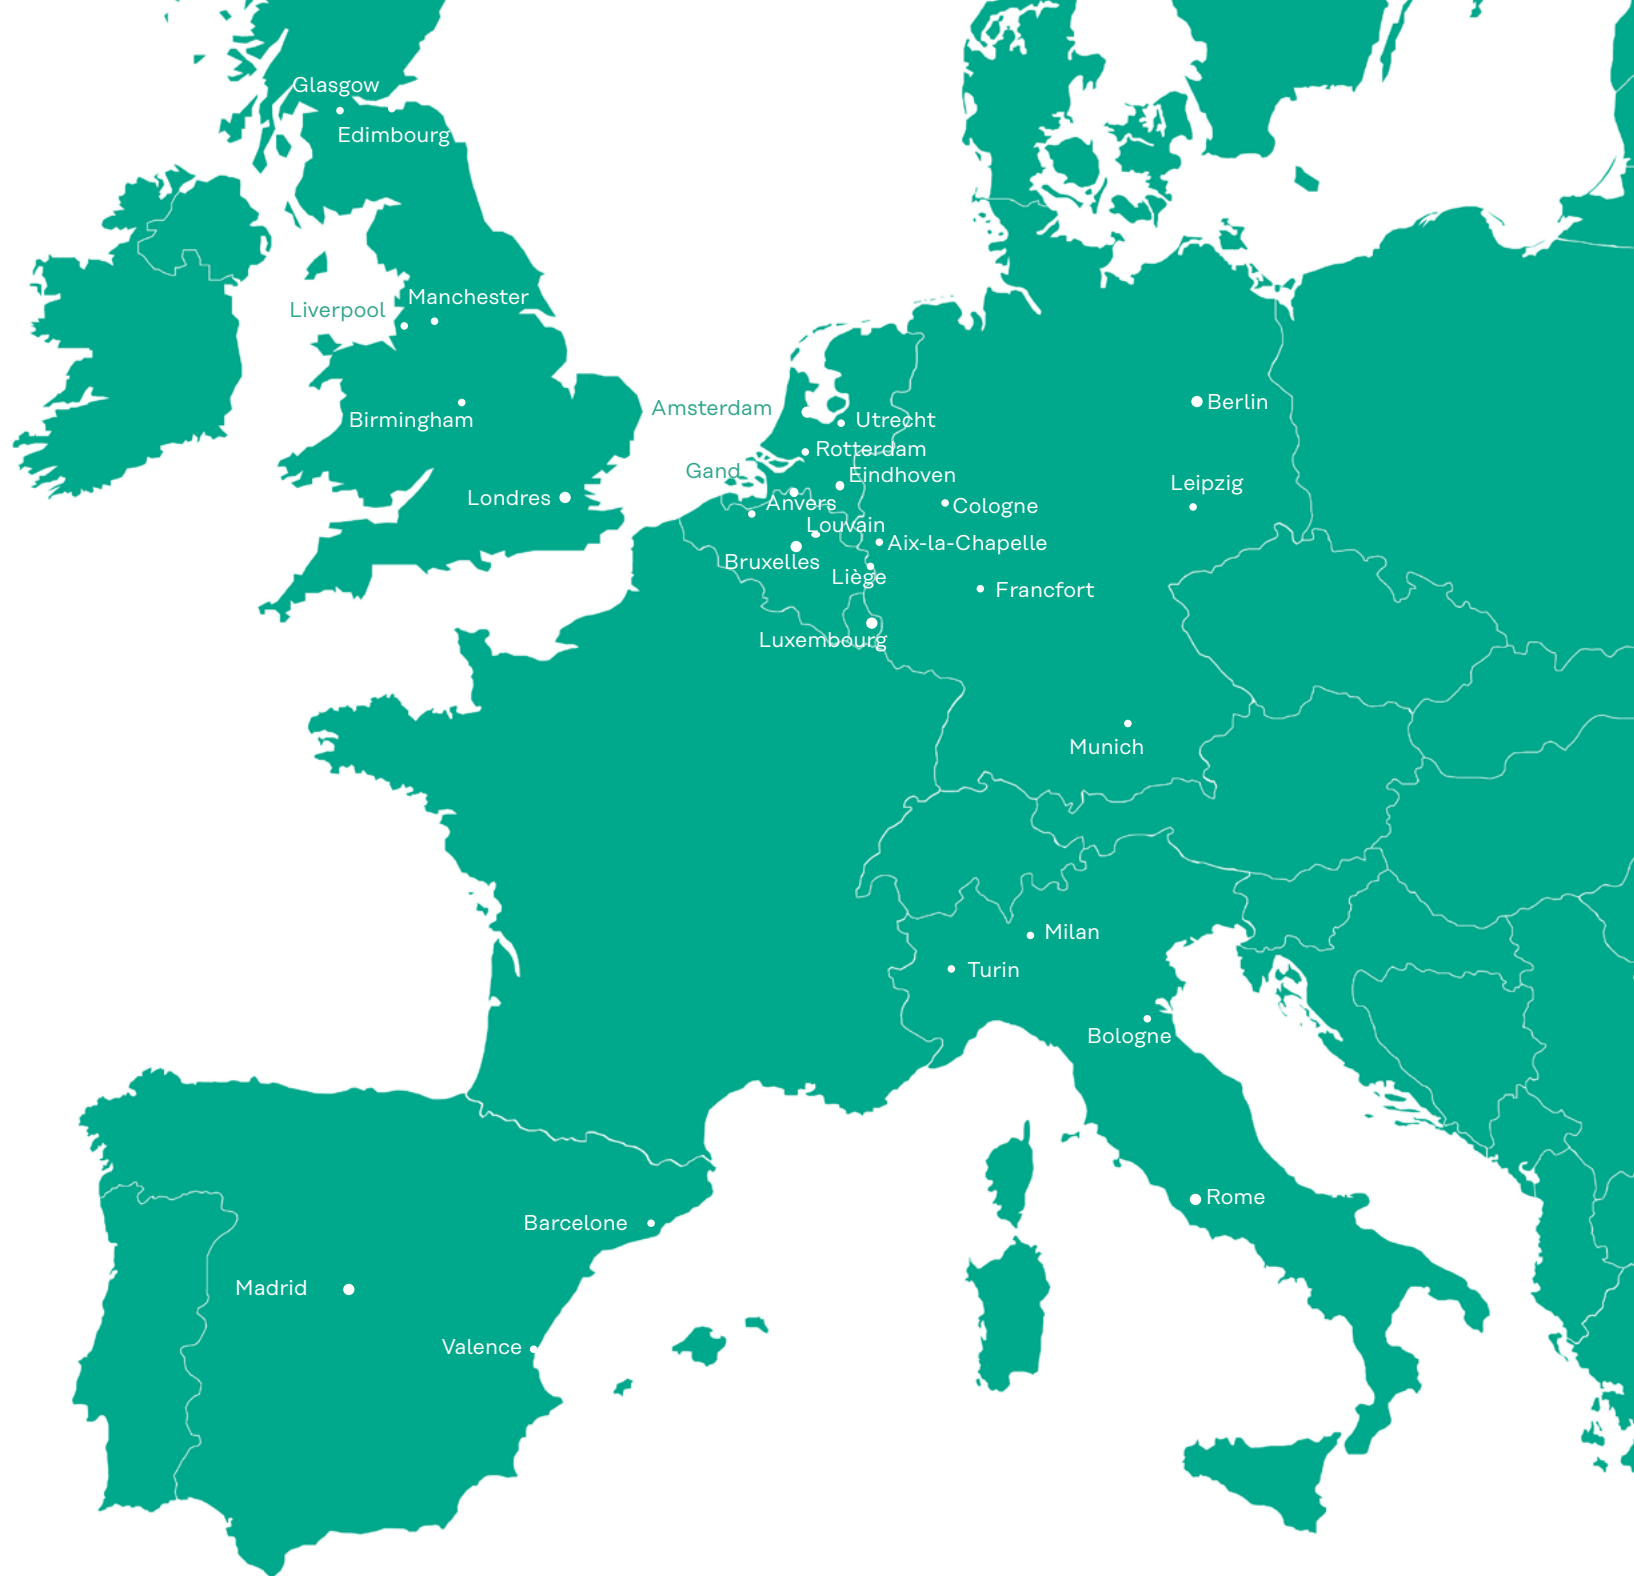 Glasgow
Edimbourg
Manchester
Liverpool
Birmingham
Londres
Amsterdam
Utrecht
Rotterdam
Gand
Eindhoven
Anvers
Louvain
Bruxelles
Liège
Luxembourg
Cologne
Aix-la-Chapelle
Francfort
Berlin
Leipzig
Munich
Milan
Turin
Bologne
Rome
Barcelone
Madrid
Valence